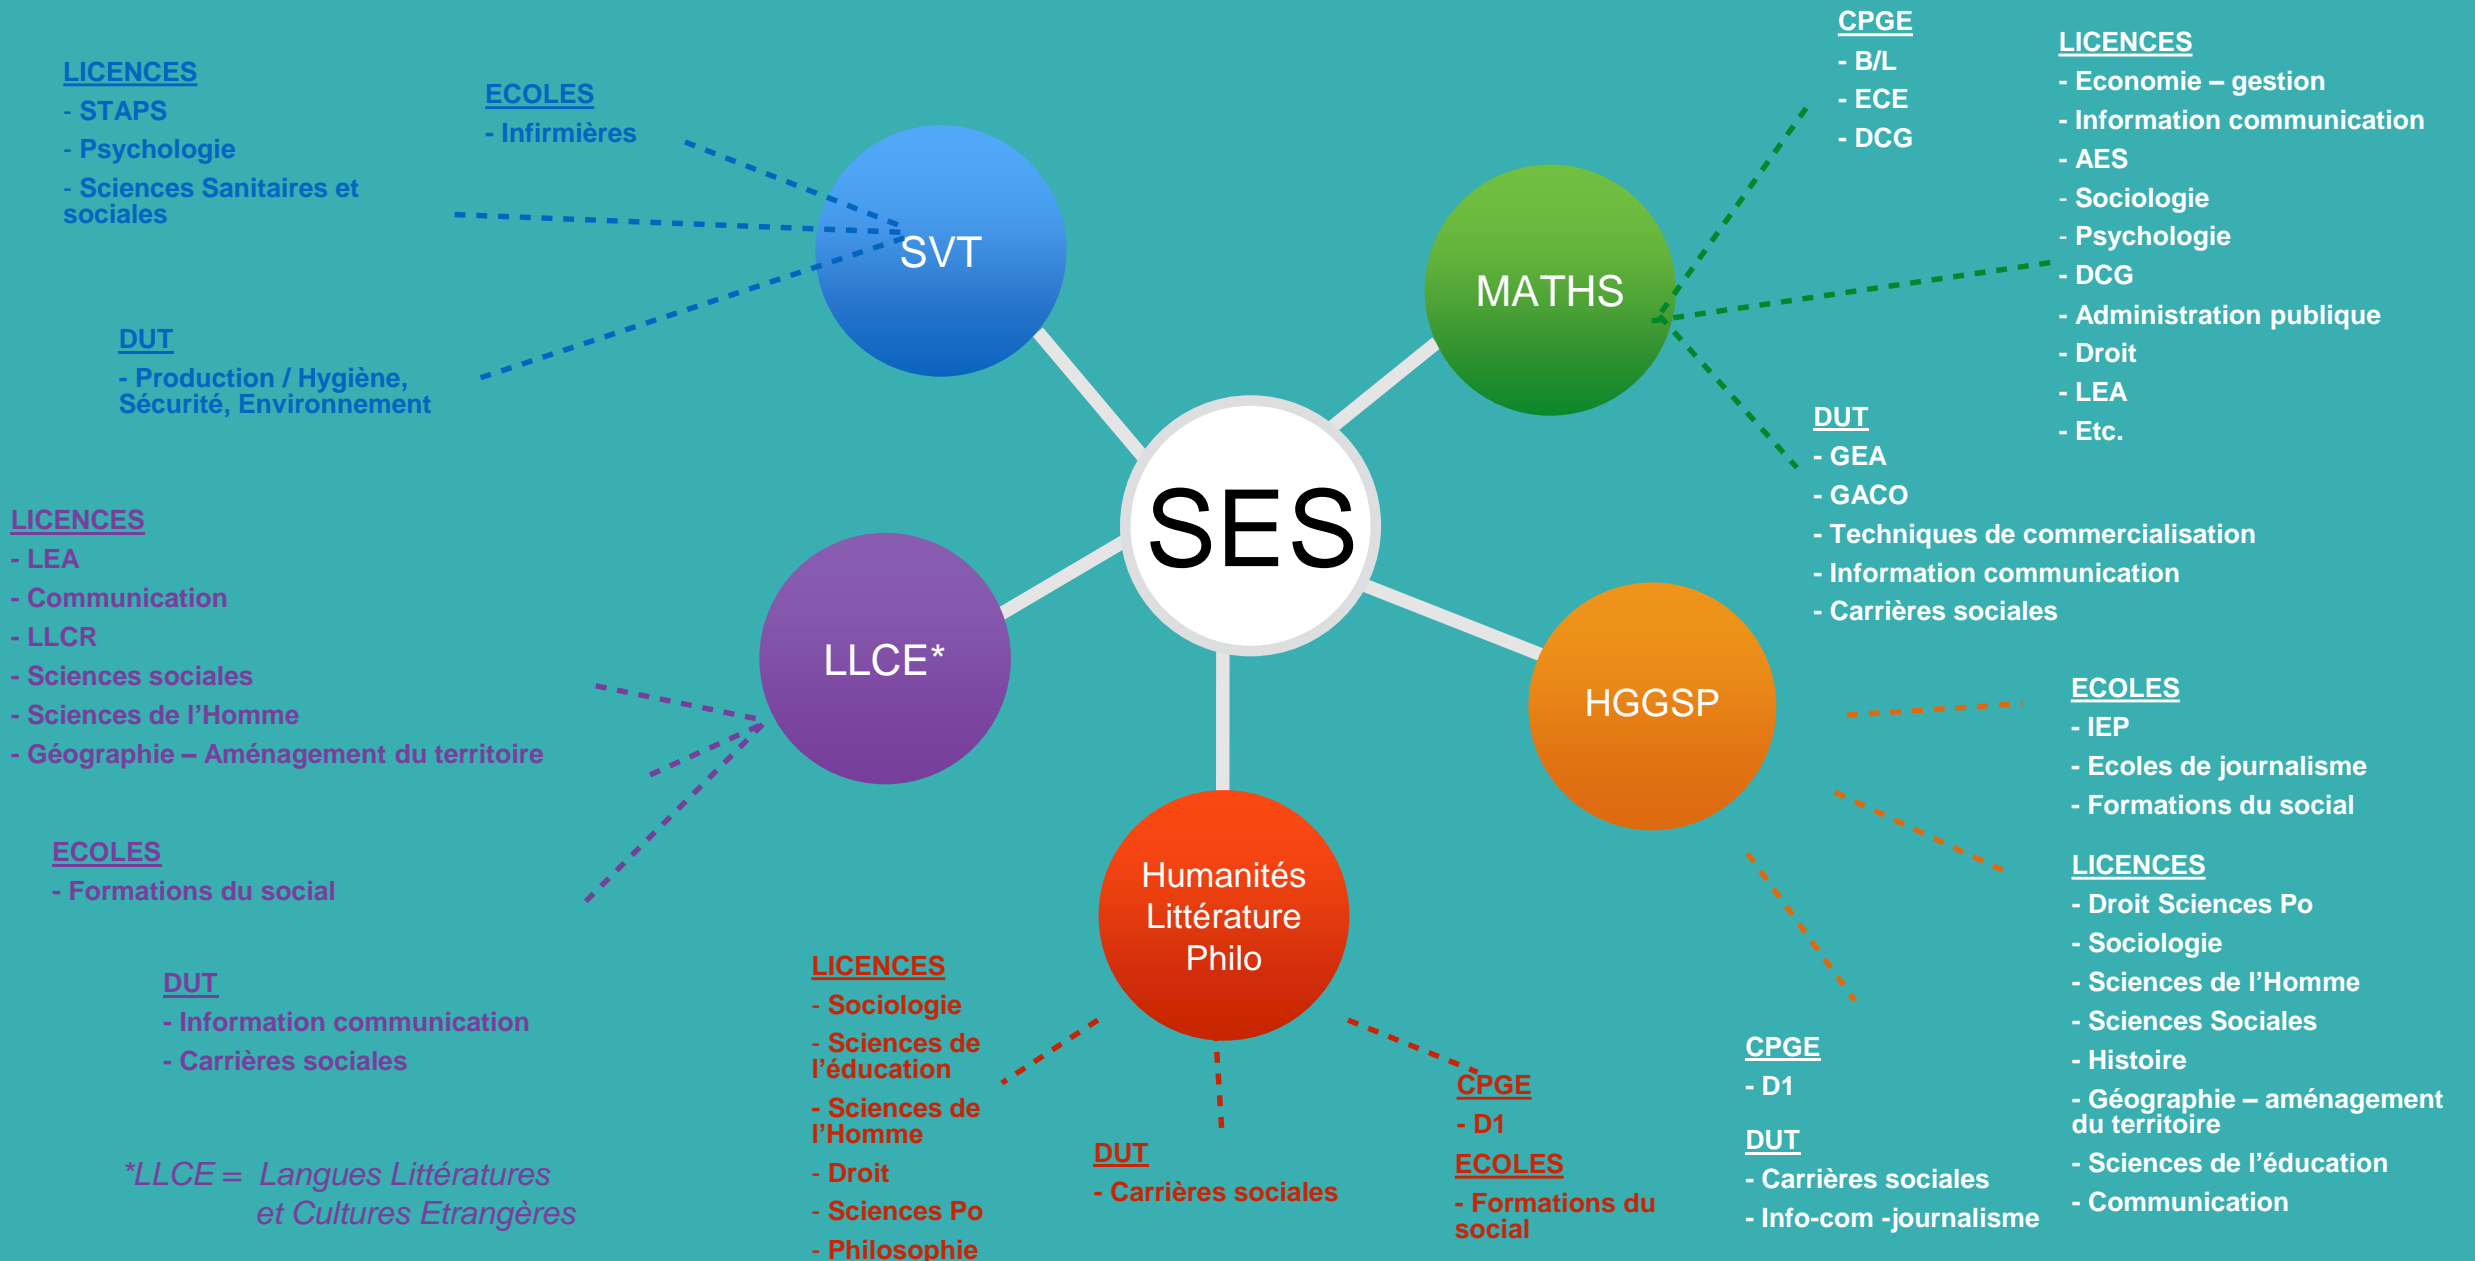 LICENCES
- STAPS
- Psychologie
- Sciences Sanitaires et
sociales
ECOLES
- Infirmières
DUT
- Production / Hygiène,
Sécurité, Environnement
SVT
MATHS
CPGE
- B/L
- ECE
- DCG
LICENCES
- Economie – gestion
- Information communication
- AES
- Sociologie
- Psychologie
- DCG
- Administration publique
- Droit
- LEA
- Etc.
DUT
- GEA
- GACO
- Techniques de commercialisation
- Information communication
- Carrières sociales
SES
LICENCES
- LEA
- Communication
- LLCR
- Sciences sociales
- Sciences de l’Homme
- Géographie – Aménagement du territoire
LLCE*
ECOLES
- Formations du social
DUT
- Information communication
- Carrières sociales
*LLCE = Langues Littératures
et Cultures Etrangères
Humanités
Littérature
Philo
LICENCES
- Sociologie
- Sciences de
l’éducation
- Sciences de
l’Homme
- Droit
- Sciences Po
- Philosophie
DUT
- Carrières sociales
CPGE
- D1
ECOLES
- Formations du
social
HGGSP
ECOLES
- IEP
- Ecoles de journalisme
- Formations du social
LICENCES
- Droit Sciences Po
- Sociologie
- Sciences de l’Homme
- Sciences Sociales
- Histoire
- Géographie – aménagement
du territoire
- Sciences de l’éducation
- Communication
CPGE
- D1
DUT
- Carrières sociales
- Info-com -journalisme